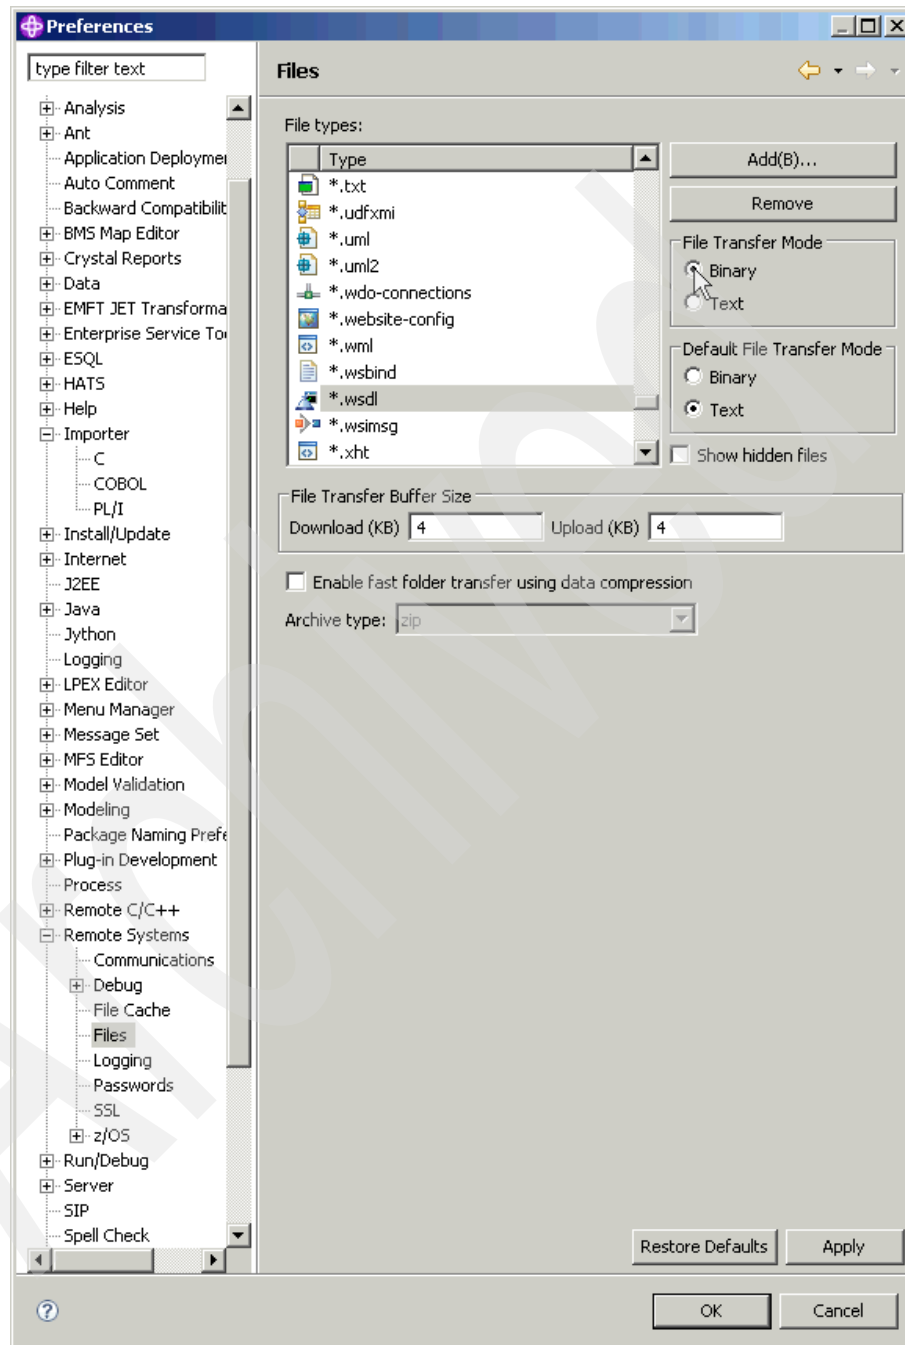 Preferences
type filter text
Files
Analysis
Ant
Application Deploymen
Auto Comment
Backward Compatibilit
BMS Map Editor
Crystal Reports
Data
EMFT JET Transforma
Enterprise Service Too
ESQL
HATS
Help
Importer
C
COBOL
PL/I
Install/Update
Internet
J2EE
Java
Jython
Logging
LPEX Editor
Menu Manager
Message Set
MFS Editor
Model Validation
Modeling
Package Naming Prefe
Plug-in Development
Process
Remote C/C++
Remote Systems
Communications
Debug
File Cache
Files
Logging
Passwords
SSL
z/OS
Run/Debug
Server
SIP
Spell Check
File types:
Type
*.txt
*.udfxmi
*.uml
*.uml2
*.wdo-connections
*.website-config
*.wml
*.wsbind
*.wsdl
*.wsimsg
*.xht
Add(B)...
Remove
File Transfer Mode
Binary
Text
Default File Transfer Mode
Binary
Text
Show hidden files
File Transfer Buffer Size
Download (KB) 4 Upload (KB) 4
Enable fast folder transfer using data compression
Archive type: zip
Restore Defaults Apply
OK Cancel
Archived